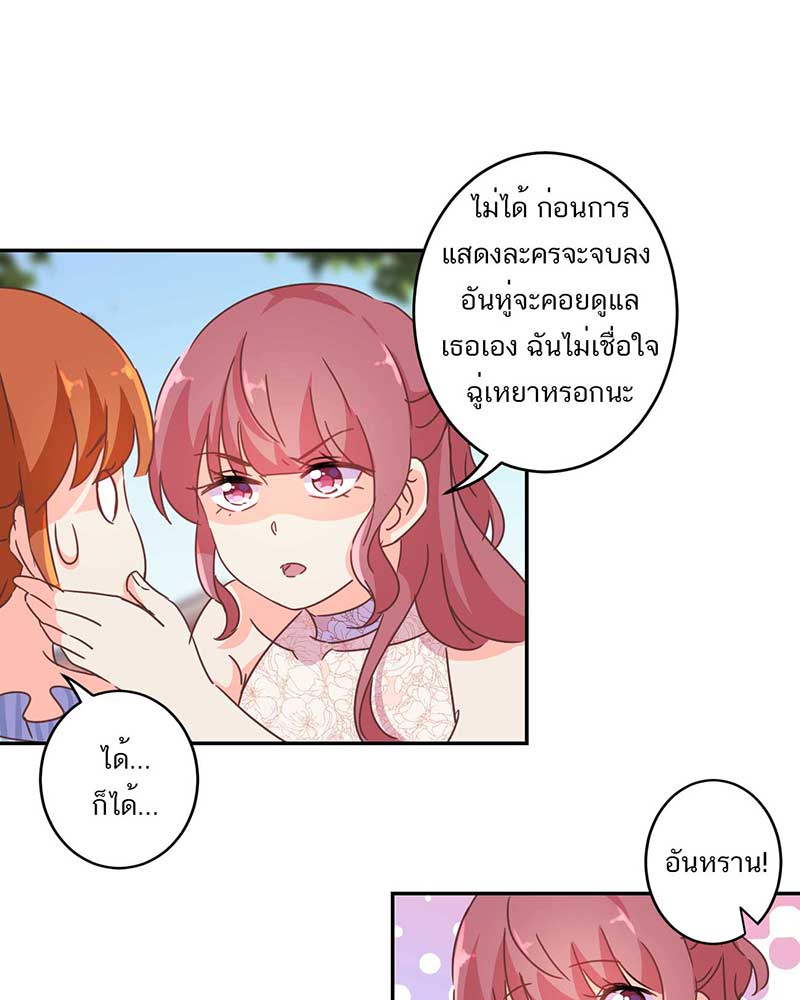 ไม่ได้ ก่อนการ
แสดงละครจะจบลง
อันหู่จะคอยดูแล
เธอเอง ฉันไม่เชื่อใจ
ฉู่เหยาหรอกนะ
ได้...
ก็ได้...
อันหราน!